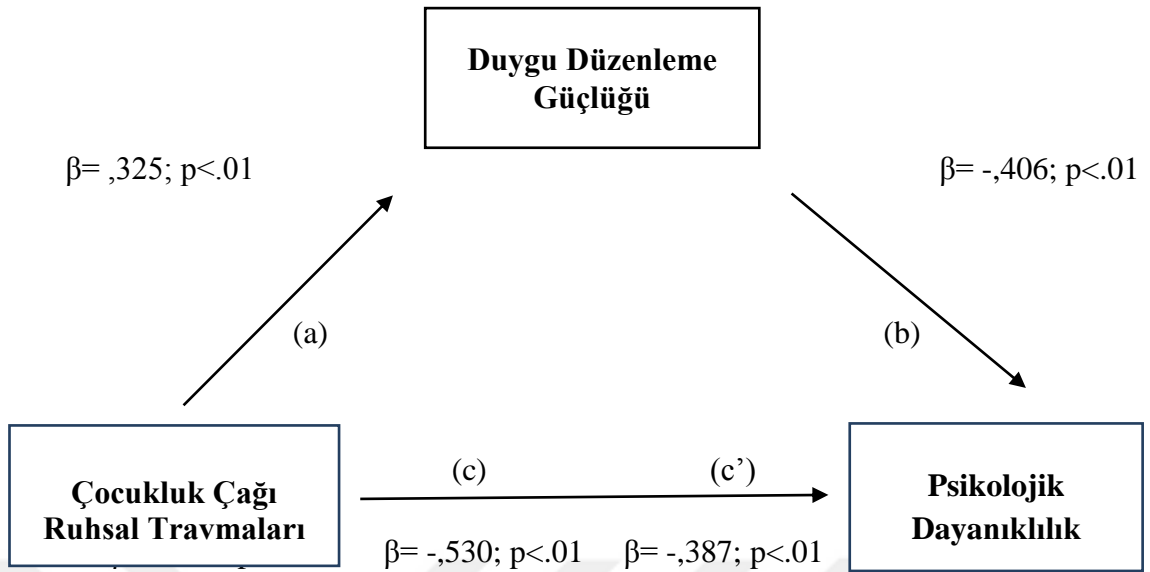 Duygu Düzenleme
Güçlüğü
β= ,325; p<.01
β= -,406; p<.01
(a)
(b)
Çocukluk Çağı
Ruhsal Travmaları
(c)
(c’)
Psikolojik
Dayanıklılık
β= -,530; p<.01
β= -,387; p<.01